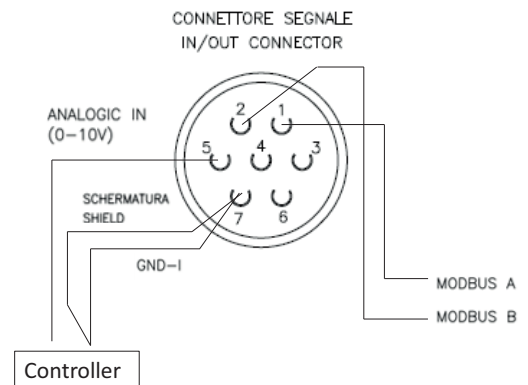 CONNETTORE SEGNALE
IN/OUT CONNECTOR
ANALOGIC IN
(0-10V)
2
1
5
4
3
SCHERMATURA
SHIELD
7
6
GND-I
MODBUS A
MODBUS B
Controller